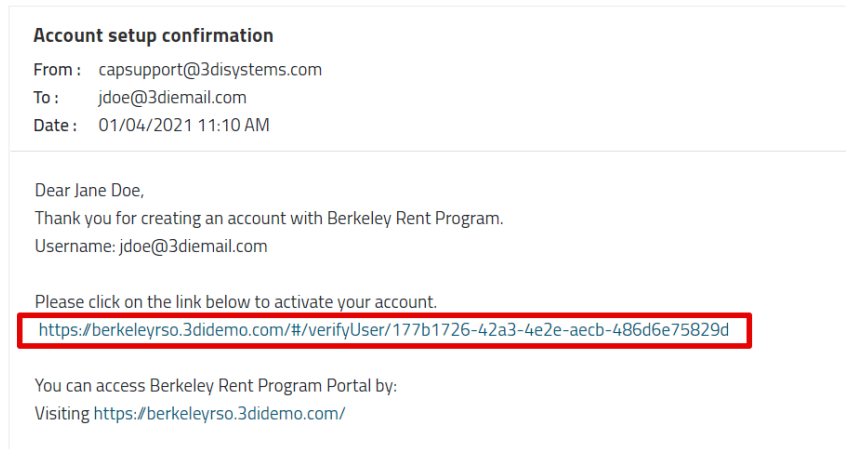 Account setup confirmation
From : capsupport@3disystems.com
To : jdoe@3diemail.com
Date : 01/04/2021 11:10 AM
Dear Jane Doe,
Thank you for creating an account with Berkeley Rent Program.
Username: jdoe@3diemail.com
Please click on the link below to activate your account.
https://berkeleyrso.3didemo.com/#/verifyUser/177b1726-42a3-4e2e-aecb-486d6e75829d
You can access Berkeley Rent Program Portal by:
Visiting https://berkeleyrso.3didemo.com/